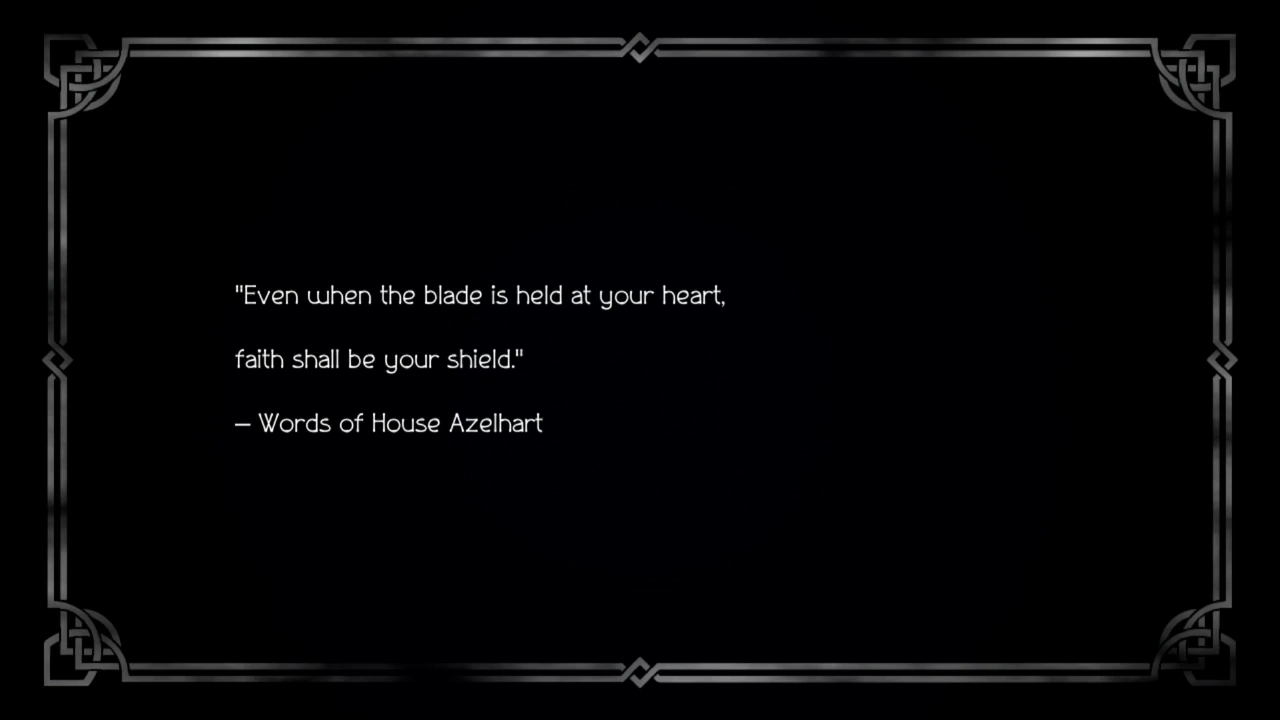 "Even when the blade is held at your heart,
faith shall be your shield."
— Words of House Azelhart